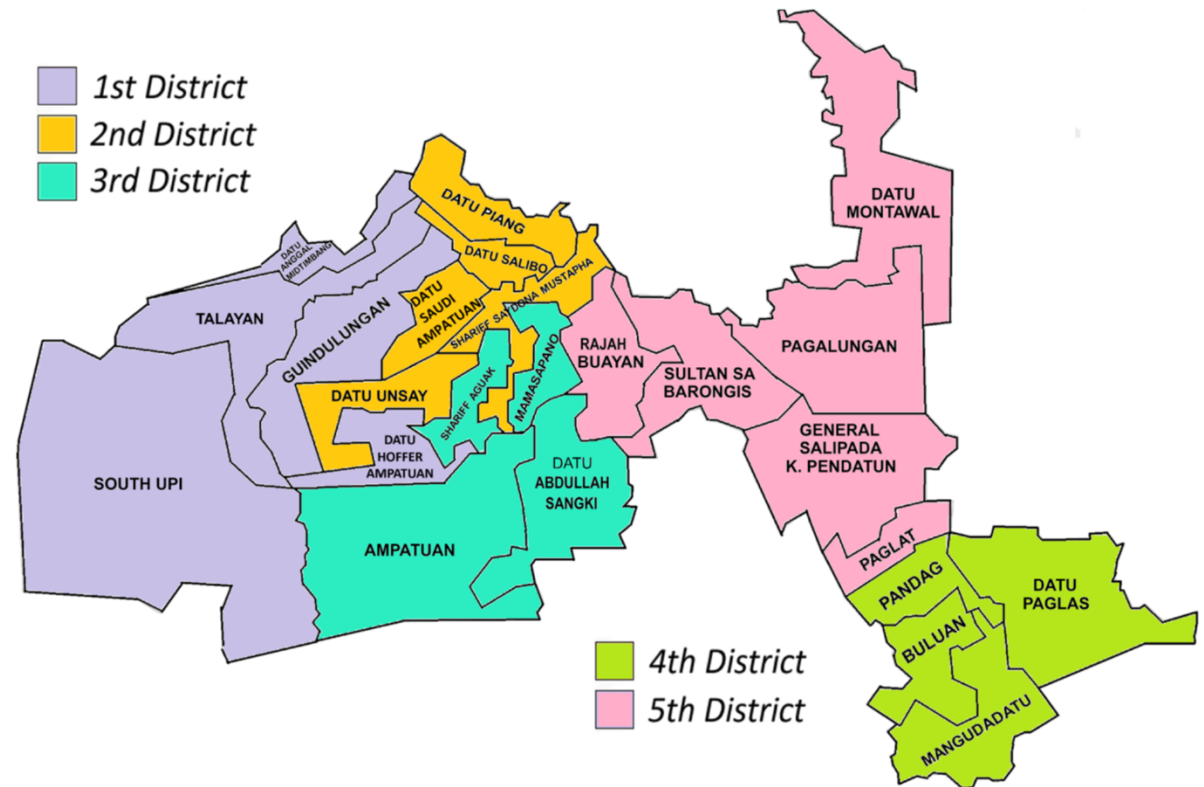 1st District
2nd District
3rd District
DATU PIANG
DATU
MONTAWAL
DATU
ANGGAL
MIDTIMBANG
DATU SALIBO
TALAYAN
GUINDULUNGAN
DATU
SAUDI
AMPATUAN
SHARIFF SAYDONA MUSTAPHA
RAJAH
BUAYAN
PAGALUNGAN
SULTAN SA
BARONGIS
DATU UNSAY
SHARIFF AGUAK
MAMASAPANO
DATU
HOFFER
AMPATUAN
GENERAL
SALIPADA
K. PENDATUN
SOUTH UPI
DATU
ABDULLAH
SANGKI
AMPATUAN
PAGLAT
PANDAG
DATU
PAGLAS
BULUAN
MANGUDADATU
4th District
5th District